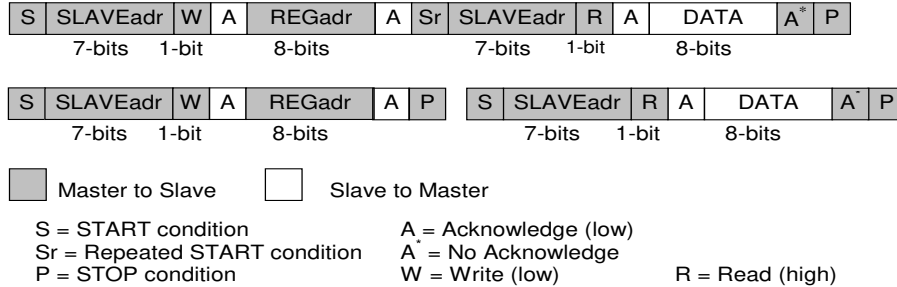 S SLAVEadr W A REGadr A Sr SLAVEadr R A DATA A* P
7-bits 1-bit 8-bits 7-bits 1-bit 8-bits
S SLAVEadr W A REGadr A P S SLAVEadr R A DATA A- P
7-bits 1-bit 8-bits 7-bits 1-bit 8-bits
Master to Slave Slave to Master
S = START condition A = Acknowledge (low)
Sr = Repeated START condition A* = No Acknowledge
P = STOP condition W = Write (low) R = Read (high)